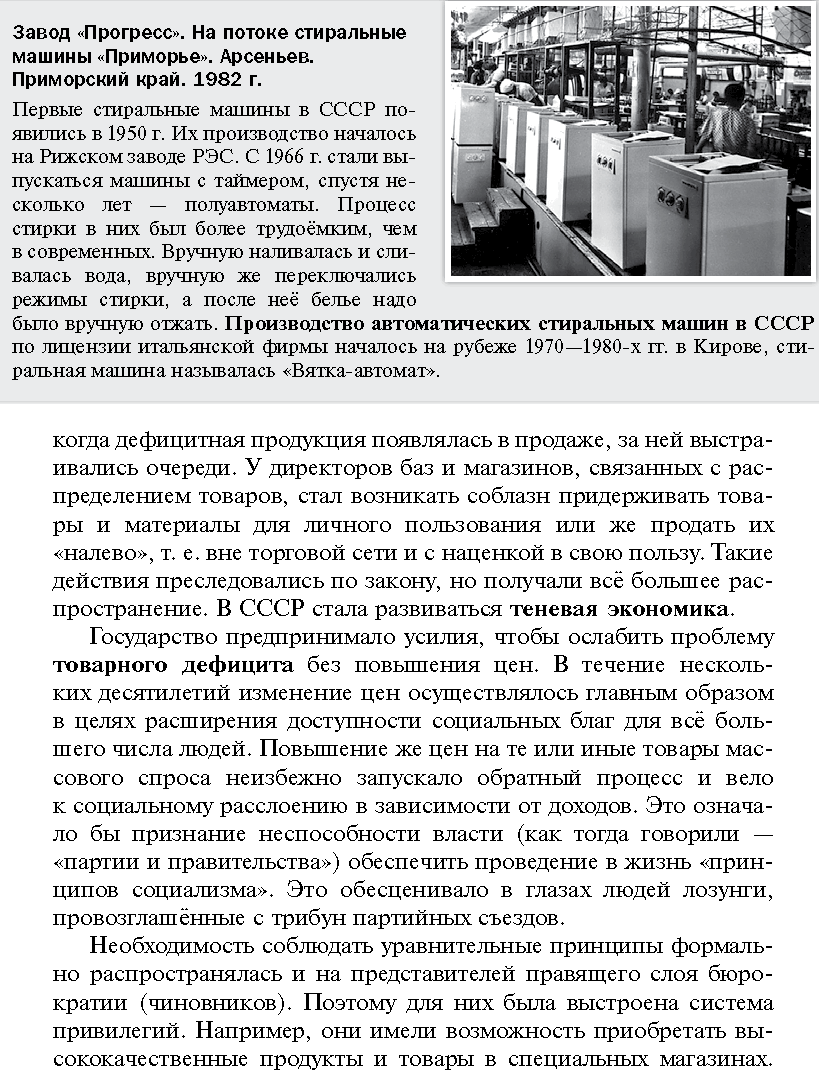 Завод «Прогресс». На потоке стиральные
машины «Приморье». Арсеньев.
Приморский край. 1982 г.
Первые стиральные машины в СССР по-
явились в 1950 г. Их производство началось
на Рижском заводе РЭС. С 1966 г. стали вы-
пускаться машины с таймером, спустя не-
сколько лет — полуавтоматы. Процесс
стирки в них был более трудоёмким, чем
в современных. Вручную наливалась и сли-
валась вода, вручную же переключались
режимы стирки, а после неё белье надо
было вручную отжать. Производство автоматических стиральных машин в СССР
по лицензии итальянской фирмы началось на рубеже 1970—1980-х гг. в Кирове, сти-
ральная машина называлась «Вятка-автомат».
когда дефицитная продукция появлялась в продаже, за ней выстра-
ивались очереди. У директоров баз и магазинов, связанных с рас-
пределением товаров, стал возникать соблазн придерживать това-
ры и материалы для личного пользования или же продать их
«налево», т. е. вне торговой сети и с наценкой в свою пользу. Такие
действия преследовались по закону, но получали всё большее рас-
пространение. В СССР стала развиваться теневая экономика.
Государство предпринимало усилия, чтобы ослабить проблему
товарного дефицита без повышения цен. В течение несколь-
ких десятилетий изменение цен осуществлялось главным образом
в целях расширения доступности социальных благ для всё боль-
шего числа людей. Повышение же цен на те или иные товары мас-
сового спроса неизбежно запускало обратный процесс и вело
к социальному расслоению в зависимости от доходов. Это означа-
ло бы признание неспособности власти (как тогда говорили —
«партии и правительства») обеспечить проведение в жизнь «прин-
ципов социализма». Это обесценивало в глазах людей лозунги,
провозглашённые с трибун партийных съездов.
Необходимость соблюдать уравнительные принципы формаль-
но распространялась и на представителей правящего слоя бюро-
кратии (чиновников). Поэтому для них была выстроена система
привилегий. Например, они имели возможность приобретать вы-
сококачественные продукты и товары в специальных магазинах.